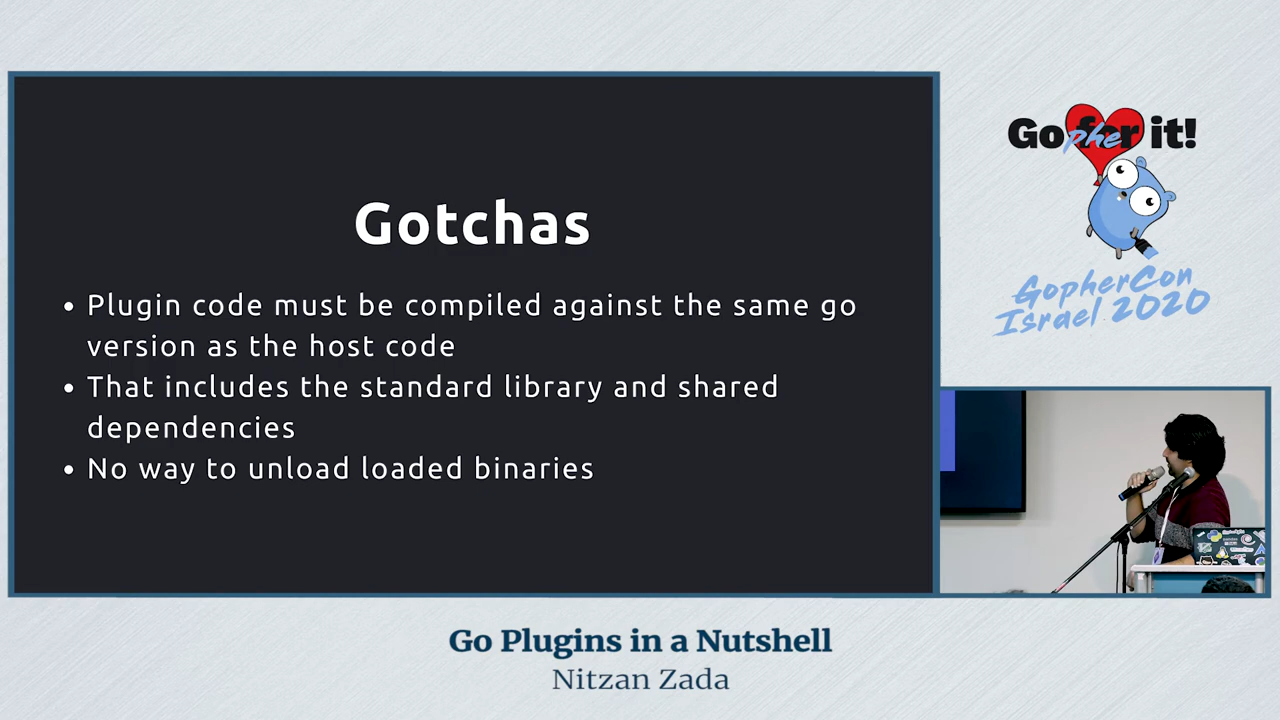 Gotchas
• Plugin code must be compiled against the same go
version as the host code
• That includes the standard library and shared
dependencies
• No way to unload loaded binaries
Gopher it!
GopherCon
Israel 2020
Go Plugins in a Nutshell
Nitzan Zada